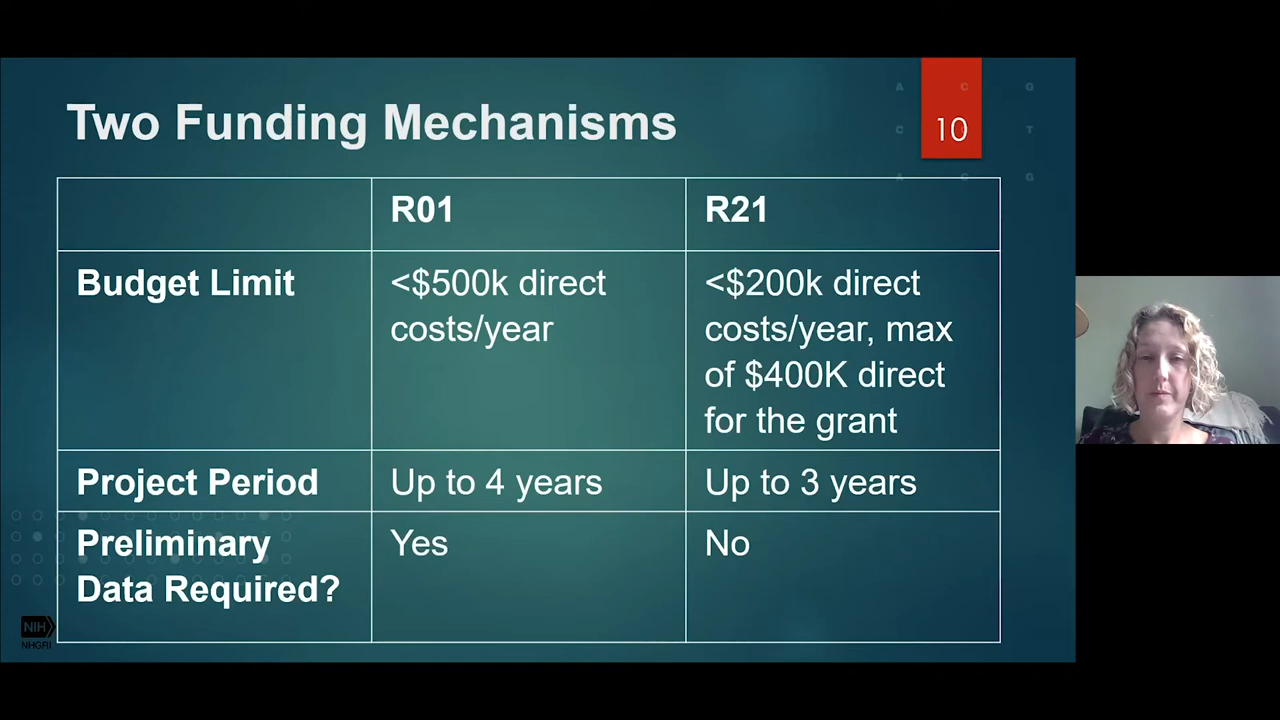 Two Funding Mechanisms
10
A C G
C T
A C G
R01
R21
Budget Limit
<$500k direct
costs/year
<$200k direct
costs/year, max
of $400K direct
for the grant
Project Period
Up to 4 years
Up to 3 years
Preliminary
Data Required?
Yes
No
NIH
NHGRI